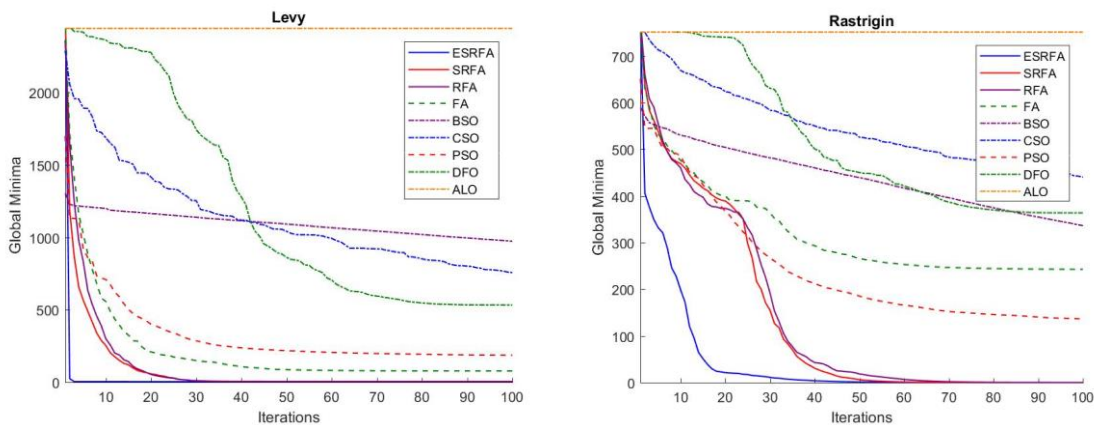 Levy
Global Minima
2000
1500
1000
500
0
10 20 30 40 50 60 70 80 90 100
Iterations
ESRFA
SRFA
RFA
FA
BSO
CSO
PSO
DFO
ALO
Rastrigin
Global Minima
700
600
500
400
300
200
100
0
10 20 30 40 50 60 70 80 90 100
Iterations
ESRFA
SRFA
RFA
FA
BSO
CSO
PSO
DFO
ALO